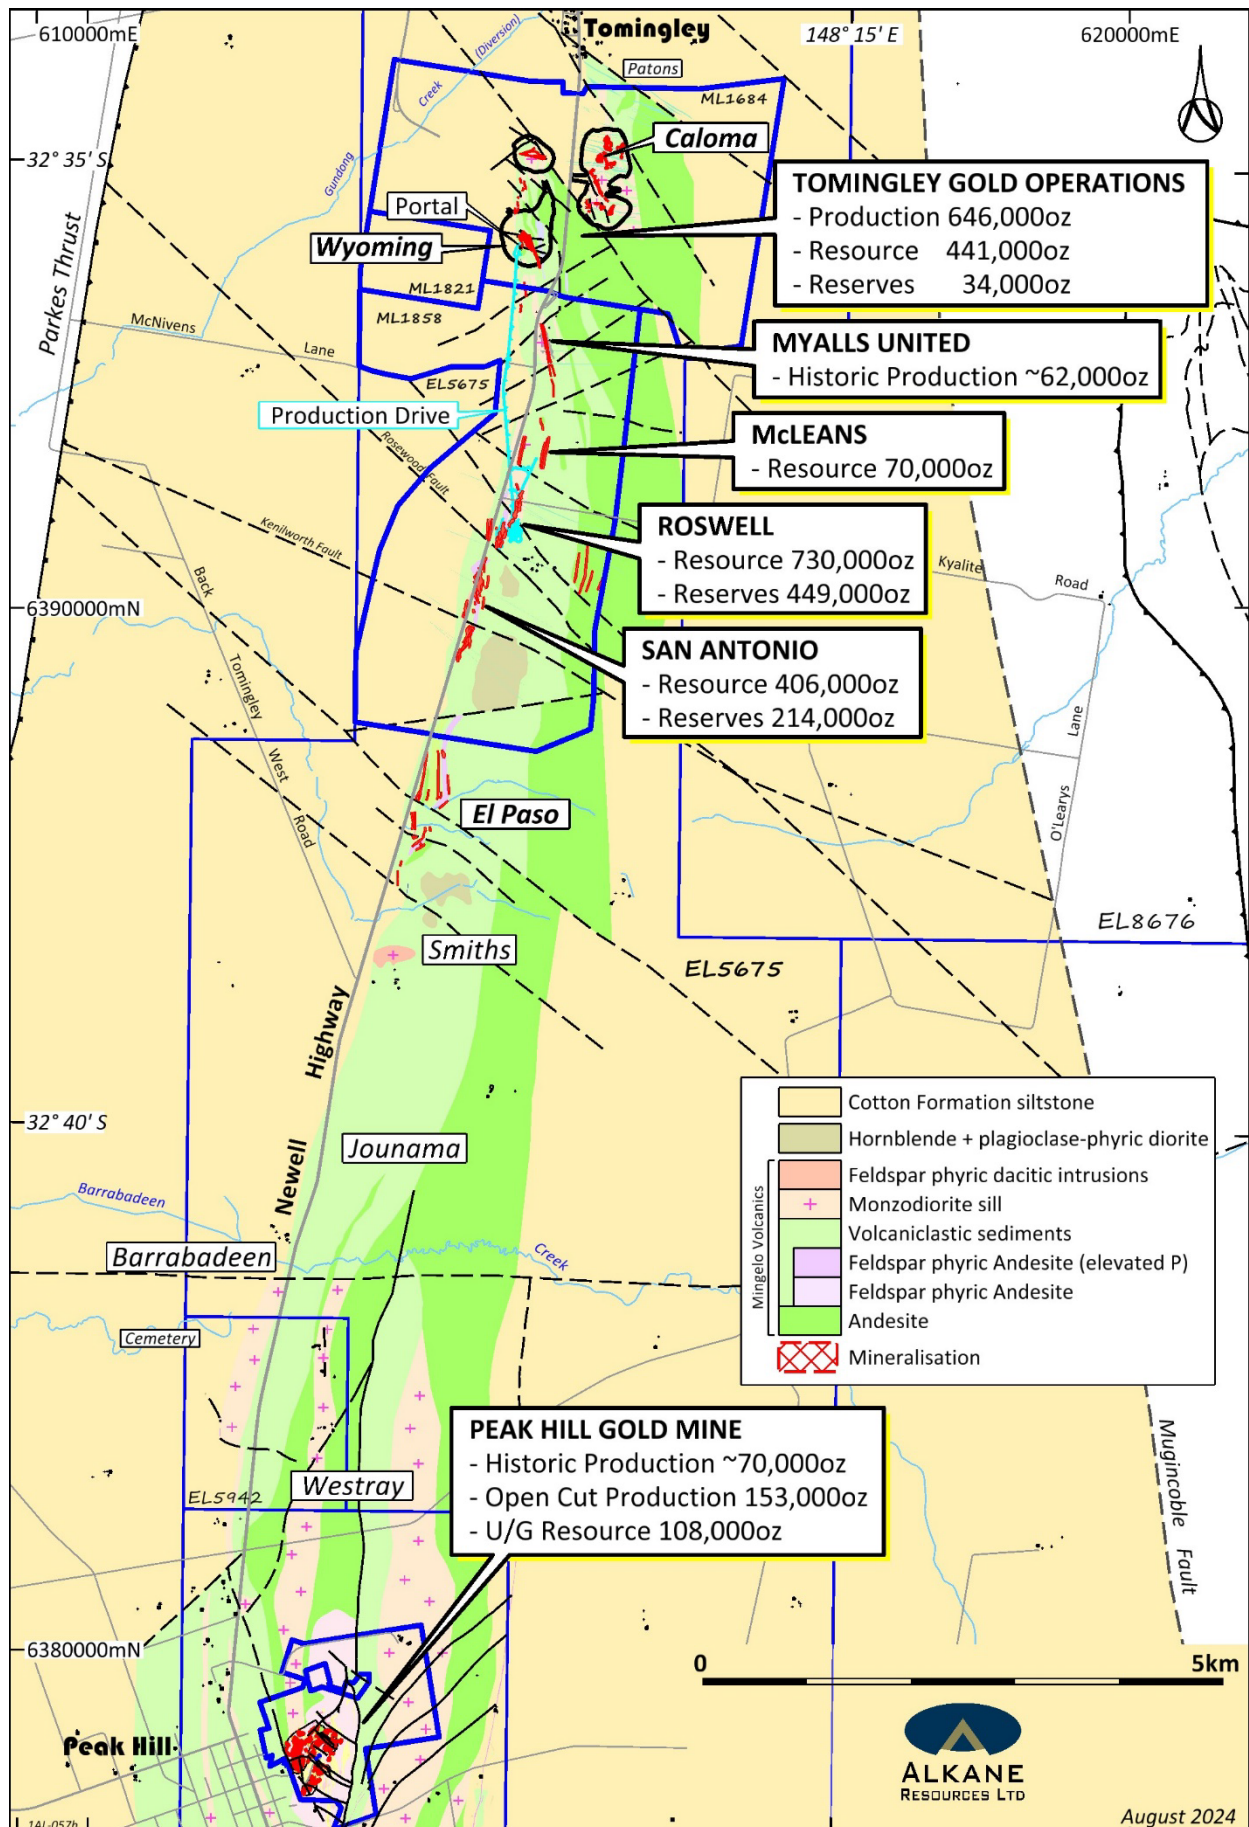 610000mE
Tomingley
148° 15' E
620000mE
(Diversion)
Creek
Gundong
Patons
ML1684
32° 35' S
Caloma
Portal
Wyoming
TOMINGLEY GOLD OPERATIONS
- Production 646,000oz
- Resource 441,000oz
- Reserves 34,000oz
Parkes Thrust
ML1821
ML1858
McNivens
Lane
EL5675
MYALLS UNITED
- Historic Production ~62,000oz
Production Drive
McLEANS
- Resource 70,000oz
Rosewood Fault
Kenilworth Fault
ROSWELL
- Resource 730,000oz
- Reserves 449,000oz
Kyalite
Road
Back
Tomingley
West
Road
6390000mN
SAN ANTONIO
- Resource 406,000oz
- Reserves 214,000oz
Lane
O'Learys
El Paso
EL8676
Smiths
EL5675
Highway
Newell
32° 40' S
Jounama
Barrabadeen
Creek
Barrabadeen
Cemetery
Cotton Formation siltstone
Hornblende + plagioclase-phyric diorite
Mingelo Volcanics
Feldspar phyric dacitic intrusions
Monzodiorite sill
Volcaniclastic sediments
Feldspar phyric Andesite (elevated P)
Feldspar phyric Andesite
Andesite
Mineralisation
PEAK HILL GOLD MINE
- Historic Production ~70,000oz
- Open Cut Production 153,000oz
- U/G Resource 108,000oz
Westray
EL5942
Mugincoble Fault
6380000mN
0
5km
Peak Hill
ALKANE
RESOURCES LTD
1AL-057h
August 2024